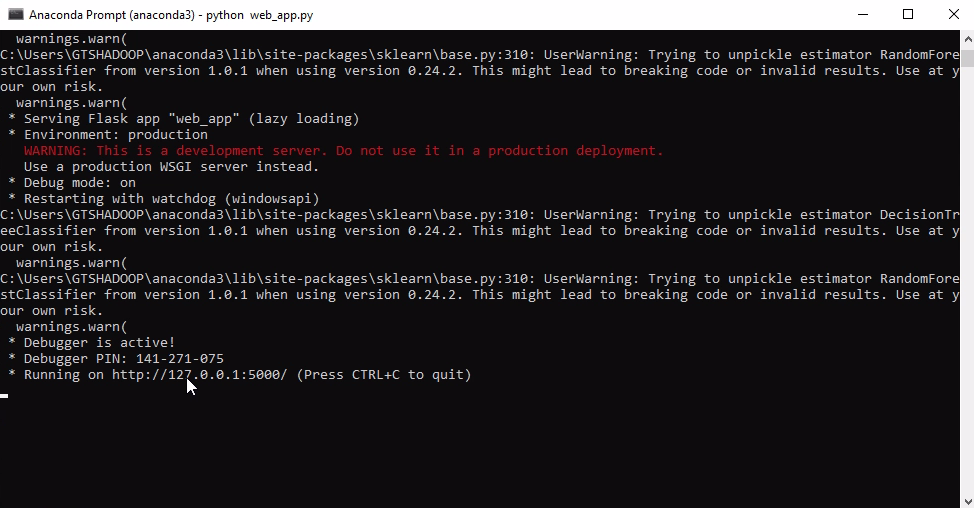 Anaconda Prompt (anaconda3) - python  web_app.py
  warnings.warn(
C:\Users\GTSHADOOP\anaconda3\lib\site-packages\sklearn\base.py:310: UserWarning: Trying to unpickle estimator RandomFore
stClassifier from version 1.0.1 when using version 0.24.2. This might lead to breaking code or invalid results. Use at y
our own risk.
  warnings.warn(
 * Serving Flask app "web_app" (lazy loading)
 * Environment: production
   WARNING: This is a development server. Do not use it in a production deployment.
   Use a production WSGI server instead.
 * Debug mode: on
 * Restarting with watchdog (windowsapi)
C:\Users\GTSHADOOP\anaconda3\lib\site-packages\sklearn\base.py:310: UserWarning: Trying to unpickle estimator DecisionTr
eeClassifier from version 1.0.1 when using version 0.24.2. This might lead to breaking code or invalid results. Use at y
our own risk.
  warnings.warn(
C:\Users\GTSHADOOP\anaconda3\lib\site-packages\sklearn\base.py:310: UserWarning: Trying to unpickle estimator RandomFore
stClassifier from version 1.0.1 when using version 0.24.2. This might lead to breaking code or invalid results. Use at y
our own risk.
  warnings.warn(
 * Debugger is active!
 * Debugger PIN: 141-271-075
 * Running on http://127.0.0.1:5000/ (Press CTRL+C to quit)